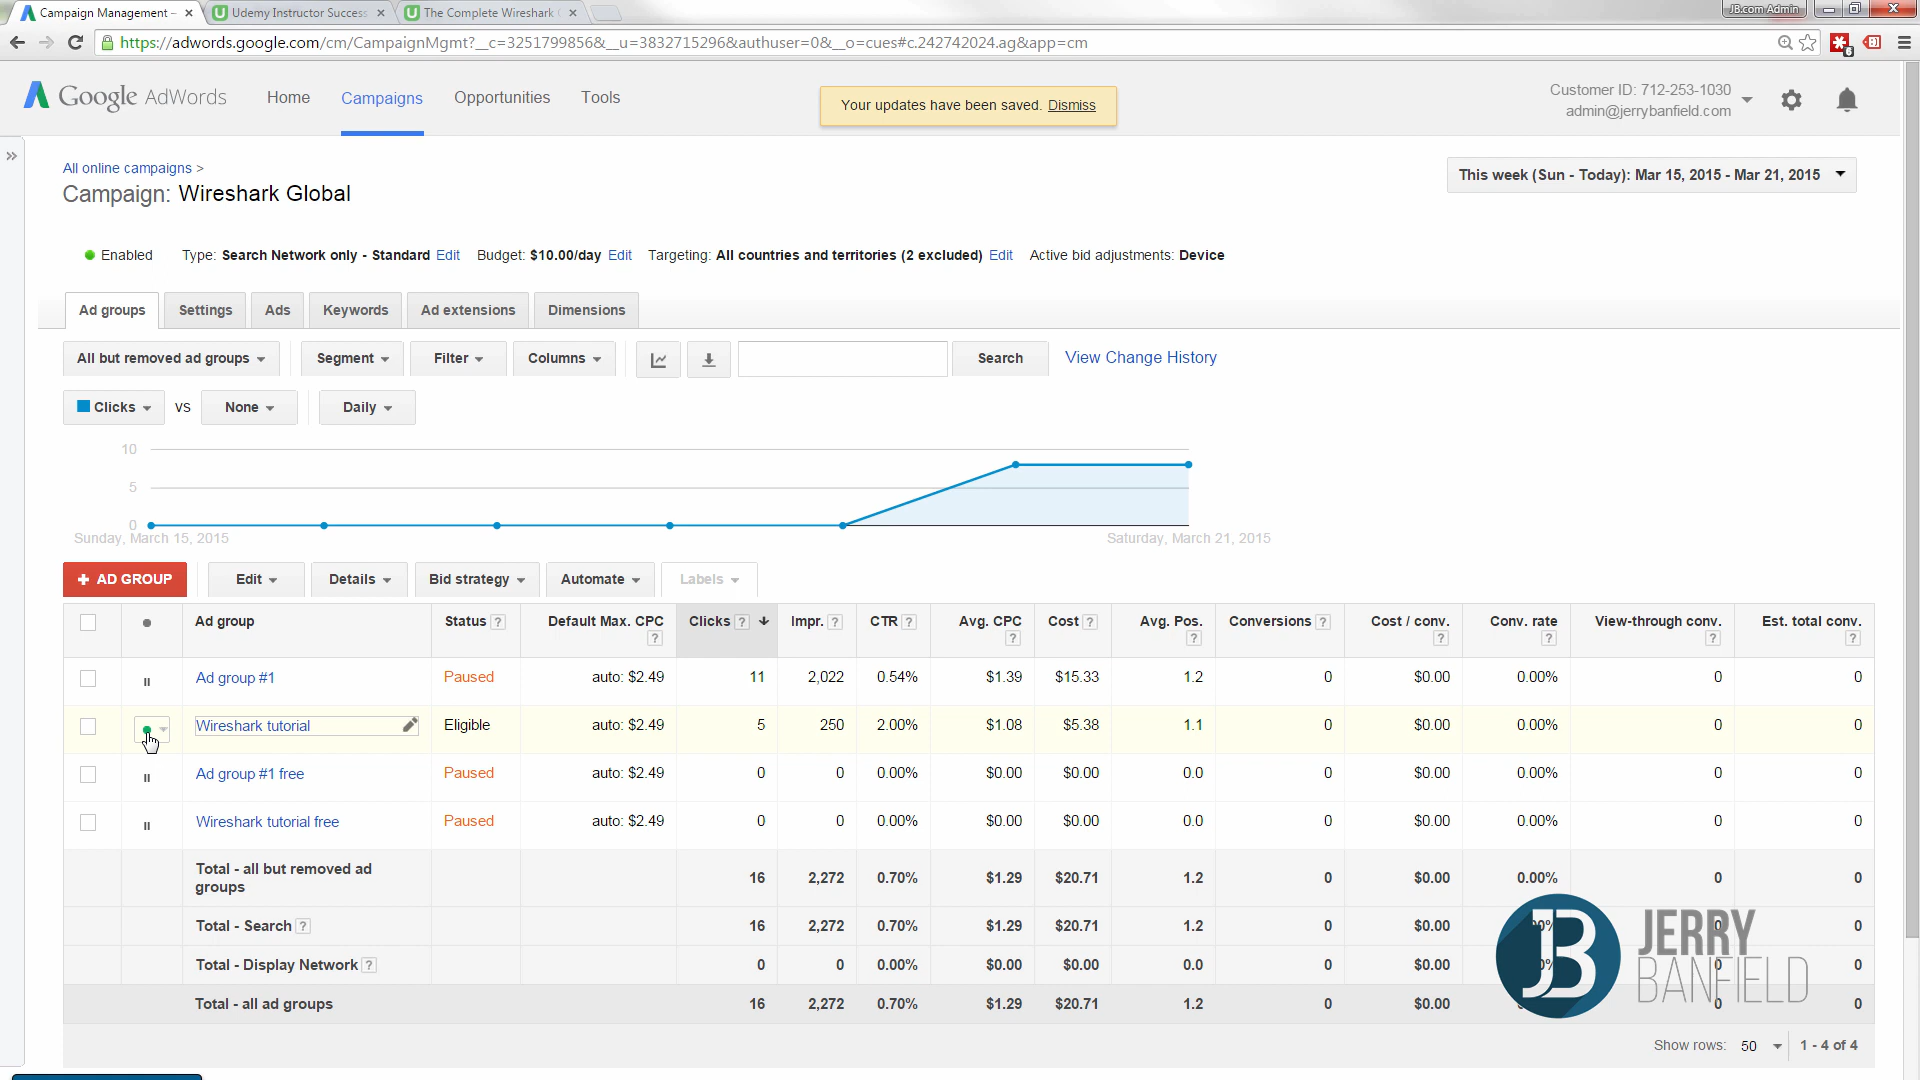 Campaign Management –
Udemy Instructor Success
The Complete Wireshark
JB.com Admin
https://adwords.google.com/cm/CampaignMgmt?__c=3251799856&__u=3832715296&authuser=0&__o=cues#c.242742024.ag&app=cm
6
Google AdWords
Home
Campaigns
Opportunities
Tools
Your updates have been saved. Dismiss
Customer ID: 712-253-1030
admin@jerrybanfield.com
All online campaigns >
Campaign: Wireshark Global
This week (Sun - Today): Mar 15, 2015 - Mar 21, 2015
Enabled Type: Search Network only - Standard Edit Budget: $10.00/day Edit Targeting: All countries and territories (2 excluded) Edit Active bid adjustments: Device
Ad groups Settings Ads Keywords Ad extensions Dimensions
All but removed ad groups Segment Filter Columns Search View Change History
Clicks VS None Daily
10
5
0
Sunday, March 15, 2015 Saturday, March 21, 2015
+ AD GROUP Edit Details Bid strategy Automate Labels
Ad group Status ? Default Max. CPC ? Clicks ? Impr. ? CTR ? Avg. CPC ? Cost ? Avg. Pos. ? Conversions ? Cost / conv. ? Conv. rate ? View-through conv. ? Est. total conv. ?
Ad group #1 Paused auto: $2.49 11 2,022 0.54% $1.39 $15.33 1.2 0 $0.00 0.00% 0 0
Wireshark tutorial Eligible auto: $2.49 5 250 2.00% $1.08 $5.38 1.1 0 $0.00 0.00% 0 0
Ad group #1 free Paused auto: $2.49 0 0 0.00% $0.00 $0.00 0.0 0 $0.00 0.00% 0 0
Wireshark tutorial free Paused auto: $2.49 0 0 0.00% $0.00 $0.00 0.0 0 $0.00 0.00% 0 0
Total - all but removed ad groups 16 2,272 0.70% $1.29 $20.71 1.2 0 $0.00 0.00% 0 0
Total - Search ? 16 2,272 0.70% $1.29 $20.71 1.2 0 $0.00 0
Total - Display Network ? 0 0 0.00% $0.00 $0.00 0.0 0 $0.00 0
Total - all ad groups 16 2,272 0.70% $1.29 $20.71 1.2 0 $0.00 0
JB JERRY
BANFIELD
Show rows: 50 1 - 4 of 4